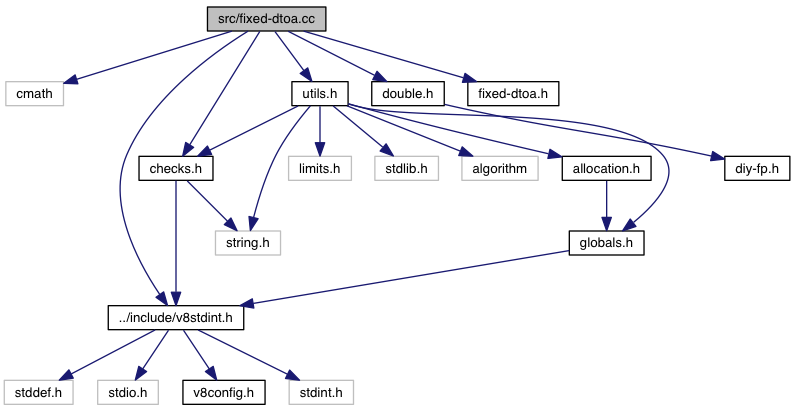 src/fixed-dtoa.cc
cmath
utils.h
double.h
fixed-dtoa.h
checks.h
limits.h
stdlib.h
algorithm
allocation.h
diy-fp.h
string.h
globals.h
../include/v8stdint.h
stddef.h
stdio.h
v8config.h
stdint.h